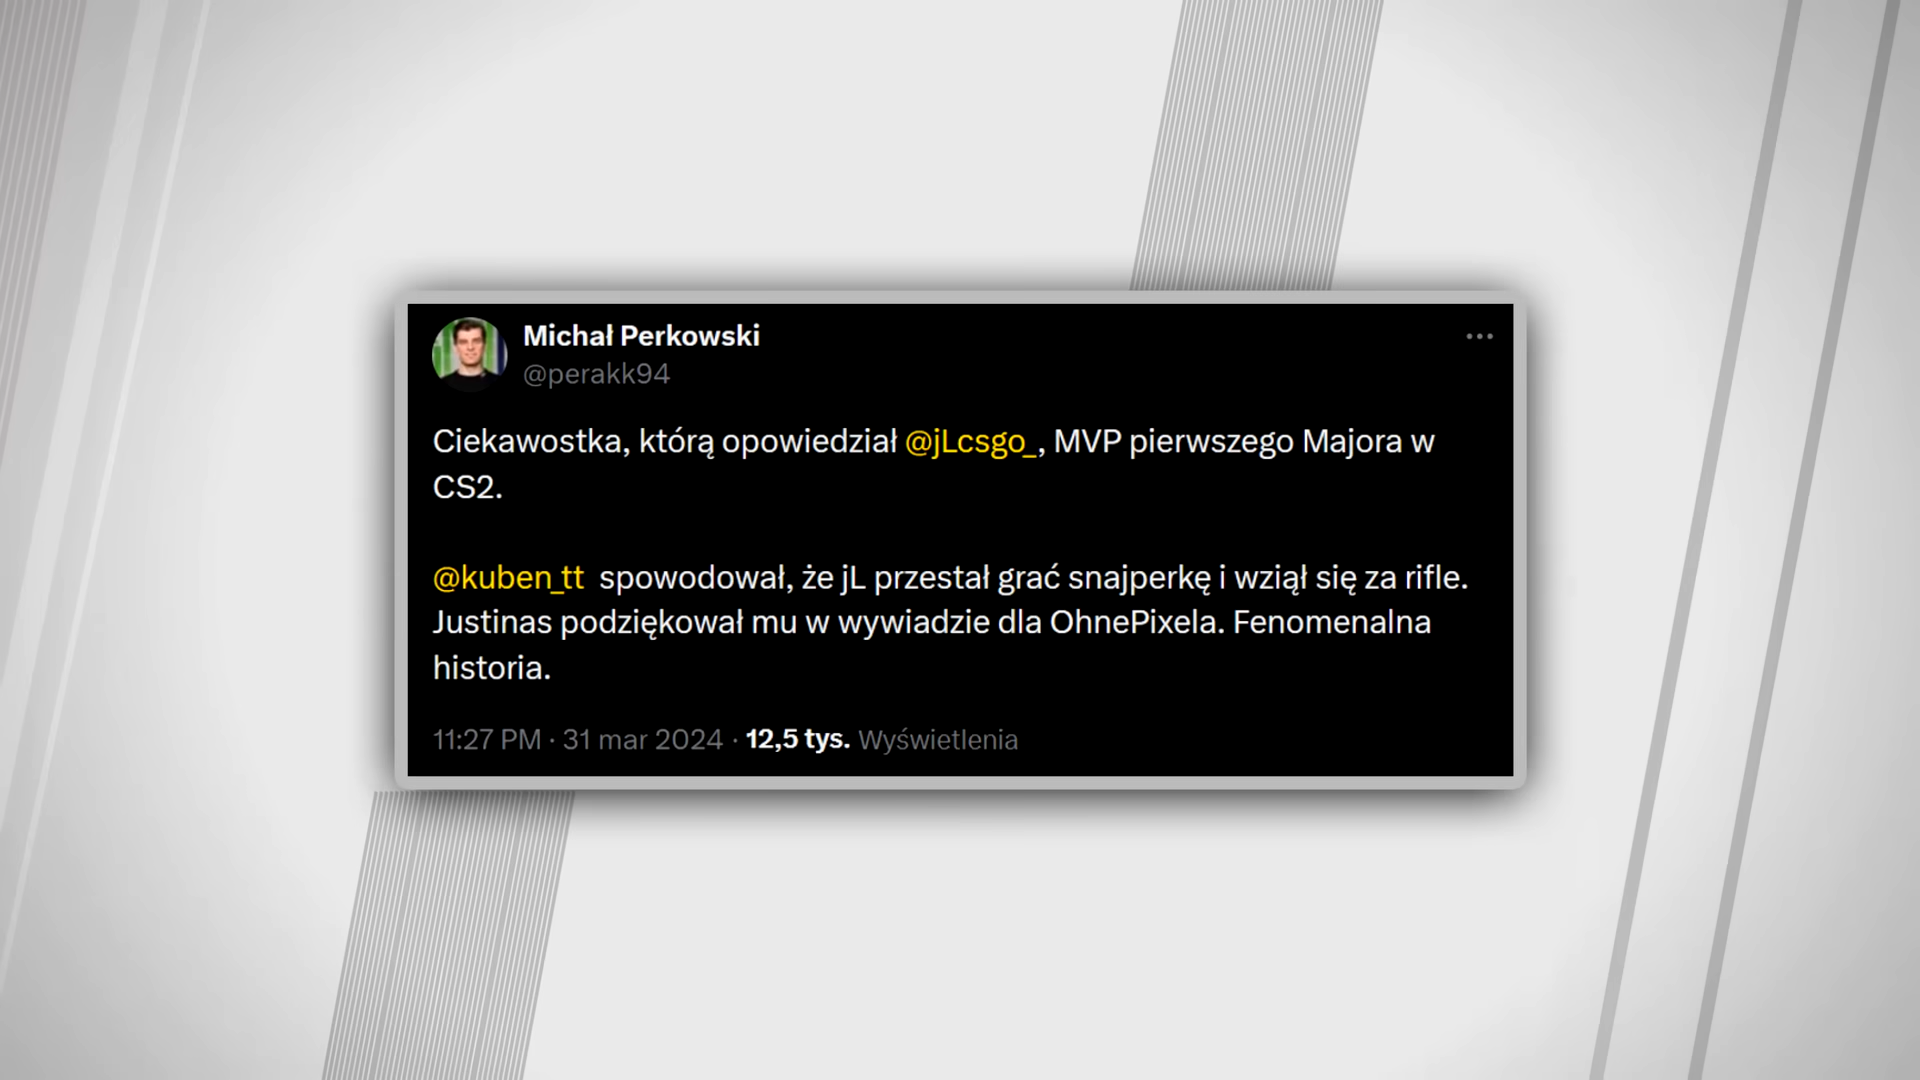 Michał Perkowski
@perakk94
Ciekawostka, którą opowiedział @jLcsgo_, MVP pierwszego Majora w
CS2.
@kuben_tt spowodował, że jL przestał grać snajperkę i wziął się za rifle.
Justinas podziękował mu w wywiadzie dla OhnePixela. Fenomenalna
historia.
11:27 PM · 31 mar 2024 · 12,5 tys. Wyświetlenia